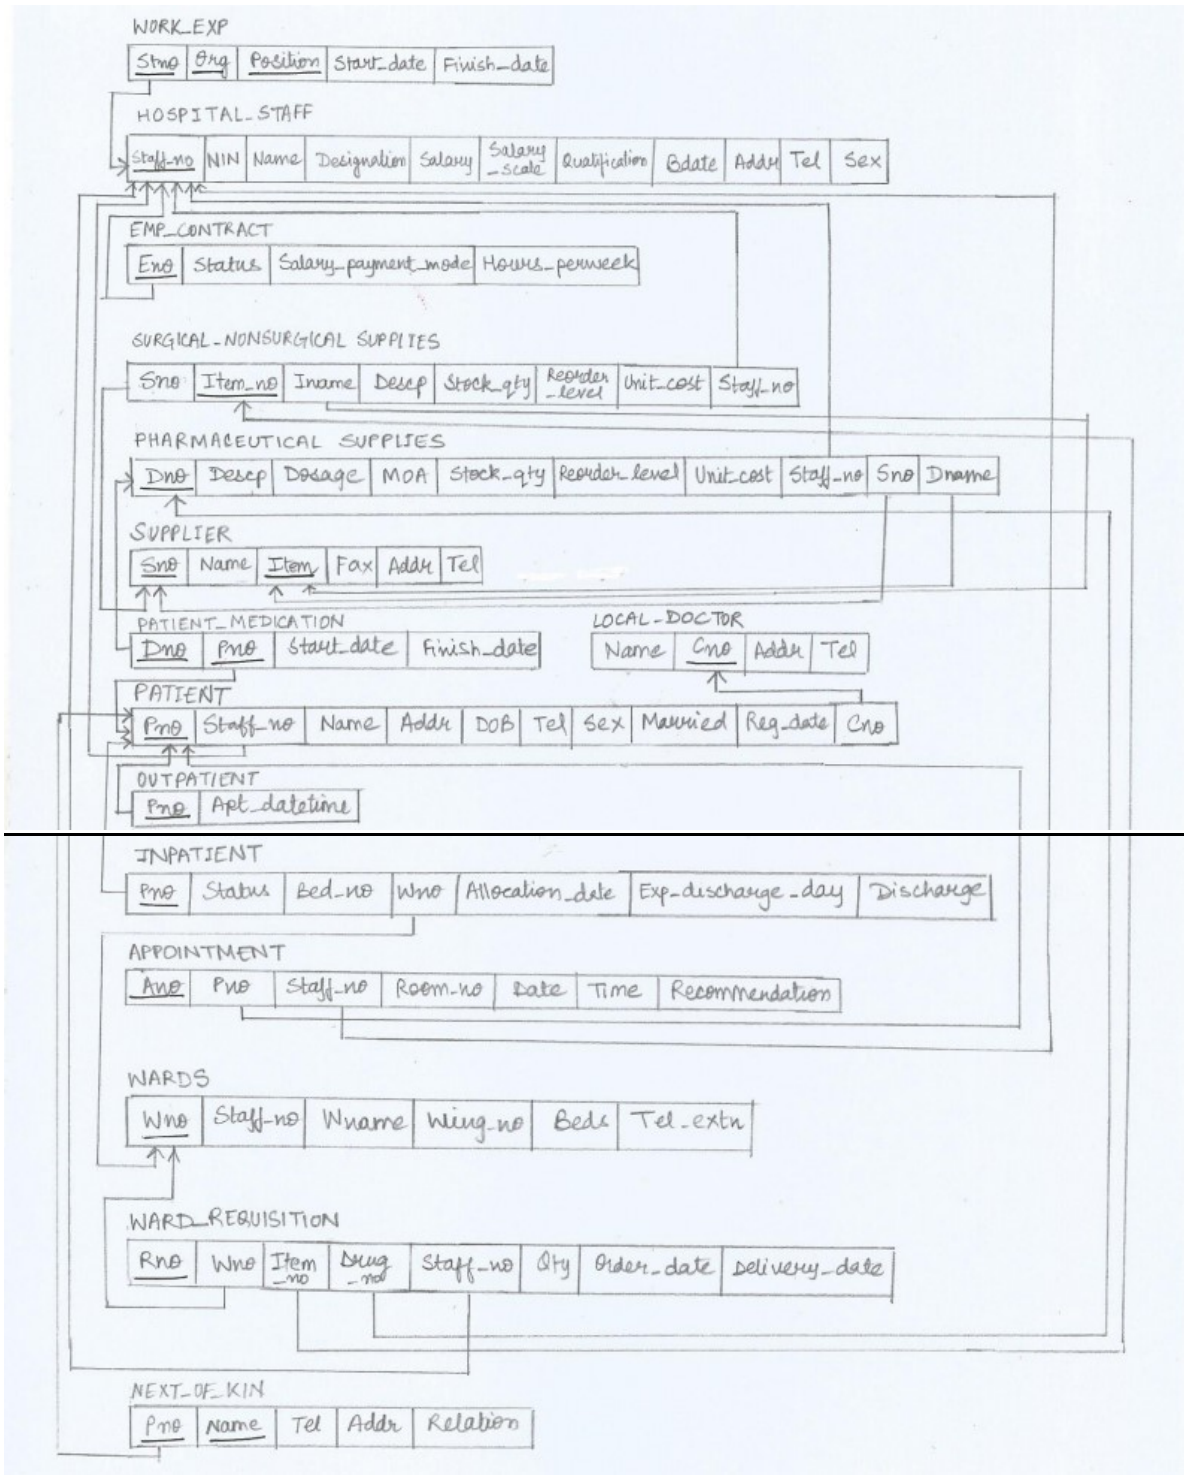 WORK_EXP
Stno Org Position Start_date Finish_date
HOSPITAL_STAFF
Staff_no NIN Name Designation Salary Salary_scale Qualification Bdate Addr Tel Sex
EMP_CONTRACT
Eno Status Salary_payment_mode Hours_perweek
SURGICAL-NONSURGICAL SUPPLIES
Sno Item_no Iname Descp Stock_qty Reorder_level Unit_cost Staff_no
PHARMACEUTICAL SUPPLIES
Dno Descp Dosage MOA Stock_qty Reorder_level Unit_cost Staff_no Sno Dname
SUPPLIER
Sno Name Item Fax Addr Tel
PATIENT_MEDICATION LOCAL_DOCTOR
Dno Pno Start_date Finish_date Name Cno Addr Tel
PATIENT
Pno Staff_no Name Addr DOB Tel Sex Married Reg_date Cno
OUTPATIENT
Pno Apt_datetime
INPATIENT
Pno Status Bed_no Wno Allocation_date Exp_discharge_day Discharge
APPOINTMENT
Ano Pno Staff_no Room_no Date Time Recommendation
WARDS
Wno Staff_no Wname Wing_no Beds Tel_extn
WARD_REQUISITION
Rno Wno Item_no Drug_no Staff_no Qty Order_date Delivery_date
NEXT_OF_KIN
Pno Name Tel Addr Relation